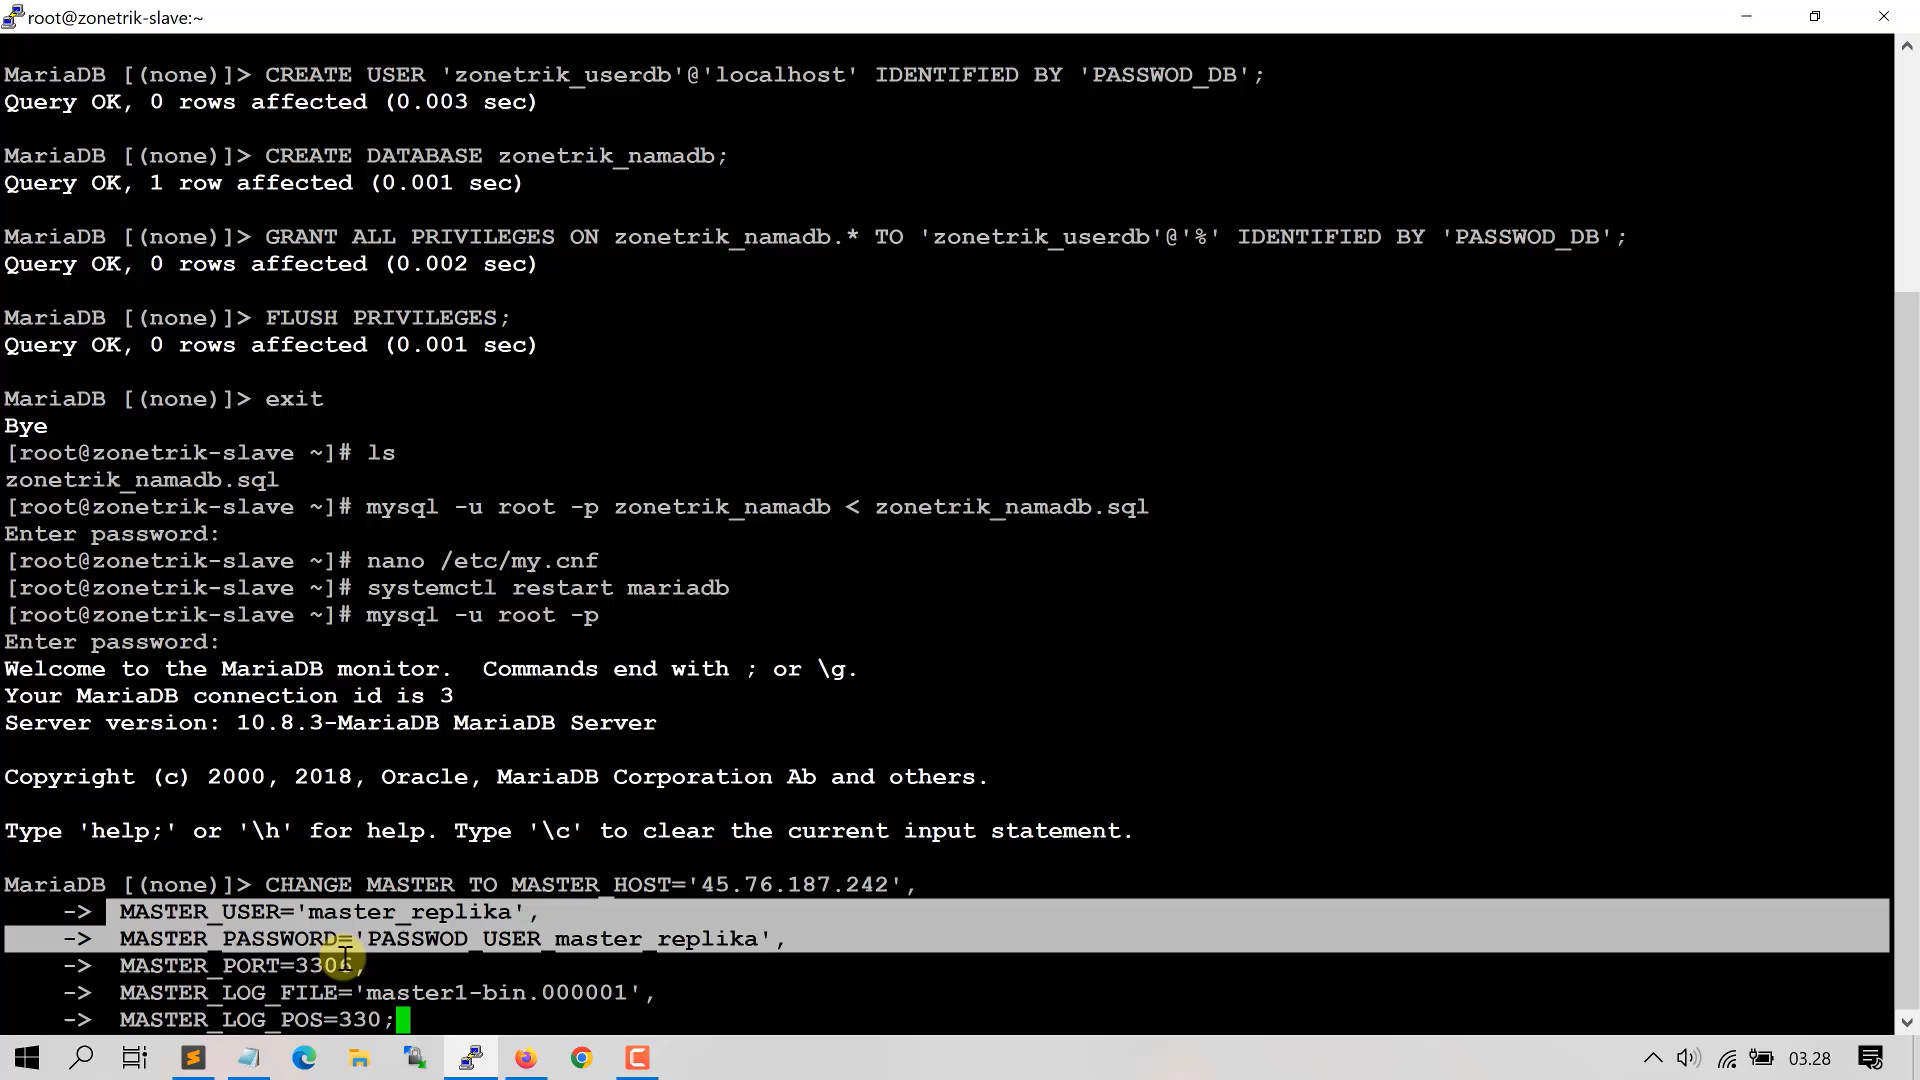 root@zonetrik-slave:~
MariaDB [(none)]> CREATE USER 'zonetrik_userdb'@'localhost' IDENTIFIED BY 'PASSWOD_DB';
Query OK, 0 rows affected (0.003 sec)
MariaDB [(none)]> CREATE DATABASE zonetrik_namadb;
Query OK, 1 row affected (0.001 sec)
MariaDB [(none)]> GRANT ALL PRIVILEGES ON zonetrik_namadb.* TO 'zonetrik_userdb'@'%' IDENTIFIED BY 'PASSWOD_DB';
Query OK, 0 rows affected (0.002 sec)
MariaDB [(none)]> FLUSH PRIVILEGES;
Query OK, 0 rows affected (0.001 sec)
MariaDB [(none)]> exit
Bye
[root@zonetrik-slave ~]# ls
zonetrik_namadb.sql
[root@zonetrik-slave ~]# mysql -u root -p zonetrik_namadb < zonetrik_namadb.sql
Enter password:
[root@zonetrik-slave ~]# nano /etc/my.cnf
[root@zonetrik-slave ~]# systemctl restart mariadb
[root@zonetrik-slave ~]# mysql -u root -p
Enter password:
Welcome to the MariaDB monitor.  Commands end with ; or \g.
Your MariaDB connection id is 3
Server version: 10.8.3-MariaDB MariaDB Server
Copyright (c) 2000, 2018, Oracle, MariaDB Corporation Ab and others.
Type 'help;' or '\h' for help. Type '\c' to clear the current input statement.
MariaDB [(none)]> CHANGE MASTER TO MASTER_HOST='45.76.187.242',
    ->  MASTER_USER='master_replika',
    ->  MASTER_PASSWORD='PASSWOD_USER_master_replika',
    ->  MASTER_PORT=3306,
    ->  MASTER_LOG_FILE='master1-bin.000001',
    ->  MASTER_LOG_POS=330;
03.28